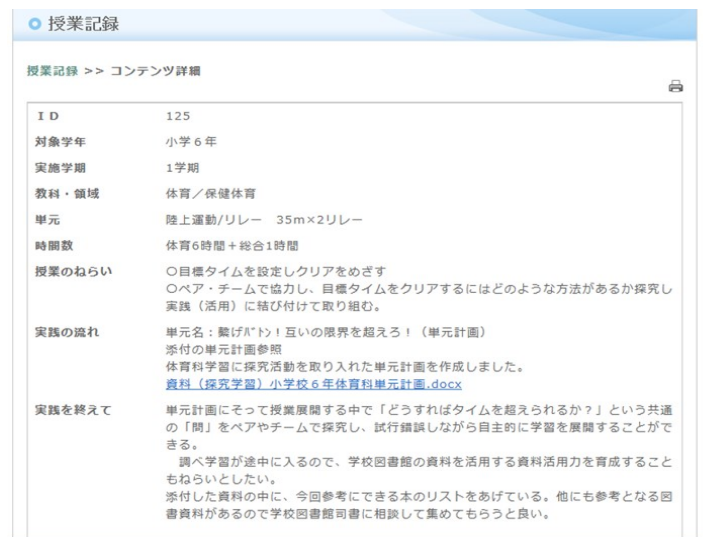 授業記録
授業記録 >> コンテンツ詳細
ＩＤ 125
対象学年 小学６年
実施学期 1学期
教科・領域 体育／保健体育
単元 陸上運動/リレー　35m×2リレー
時間数 体育6時間＋総合1時間
授業のねらい 〇目標タイムを設定しクリアをめざす
〇ペア・チームで協力し、目標タイムをクリアするにはどのような方法があるか探究し
実践（活用）に結び付けて取り組む。
実践の流れ 単元名：繋げﾊﾞﾄﾝ！互いの限界を超えろ！（単元計画）
添付の単元計画参照
体育科学習に探究活動を取り入れた単元計画を作成しました。
資料（探究学習）小学校６年体育科単元計画.docx
実践を終えて 単元計画にそって授業展開する中で「どうすればタイムを超えられるか？」という共通
の「問」をペアやチームで探究し、試行錯誤しながら自主的に学習を展開することがで
きる。
　調べ学習が途中に入るので、学校図書館の資料を活用する資料活用力を育成すること
もねらいとしたい。
添付した資料の中に、今回参考にできる本のリストをあげている。他にも参考となる図
書資料があるので学校図書館司書に相談して集めてもらうと良い。